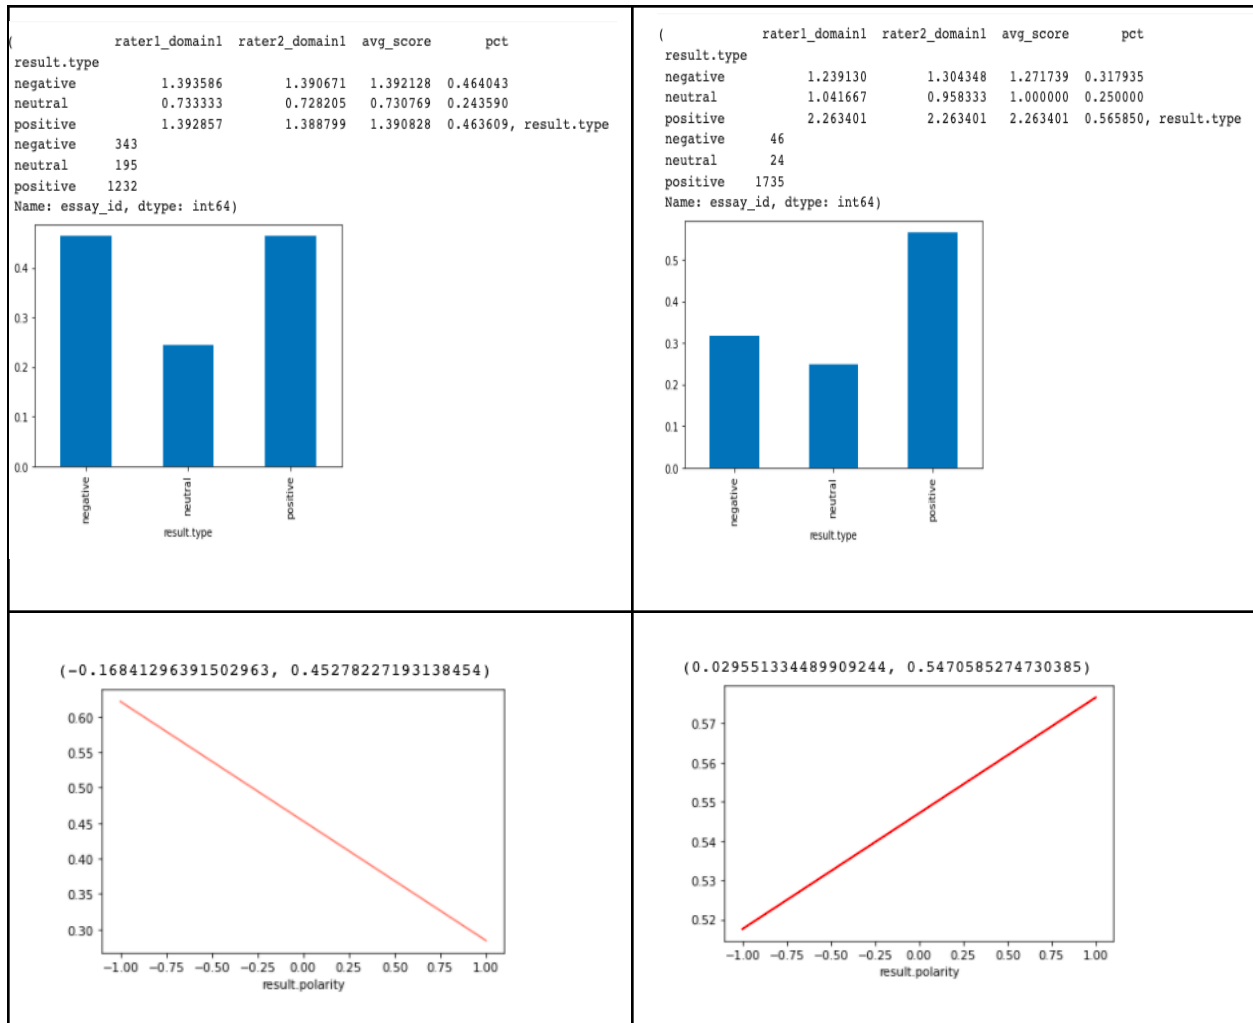 (             rater1_domain1  rater2_domain1  avg_score       pct
result.type
negative            1.393586        1.390671   1.392128  0.464043
neutral             0.733333        0.728205   0.730769  0.243590
positive            1.392857        1.388799   1.390828  0.463609, result.type
negative     343
neutral      195
positive    1232
Name: essay_id, dtype: int64)
0.4
0.3
0.2
0.1
0.0
negative
neutral
positive
result.type
(             rater1_domain1  rater2_domain1  avg_score       pct
result.type
negative            1.239130        1.304348   1.271739  0.317935
neutral             1.041667        0.958333   1.000000  0.250000
positive            2.263401        2.263401   2.263401  0.565850, result.type
negative      46
neutral       24
positive    1735
Name: essay_id, dtype: int64)
0.5
0.4
0.3
0.2
0.1
0.0
negative
neutral
positive
result.type
(-0.16841296391502963, 0.45278227193138454)
0.60
0.55
0.50
0.45
0.40
0.35
0.30
−1.00 −0.75 −0.50 −0.25 0.00 0.25 0.50 0.75 1.00
result.polarity
(0.029551334489909244, 0.5470585274730385)
0.57
0.56
0.55
0.54
0.53
0.52
−1.00 −0.75 −0.50 −0.25 0.00 0.25 0.50 0.75 1.00
result.polarity